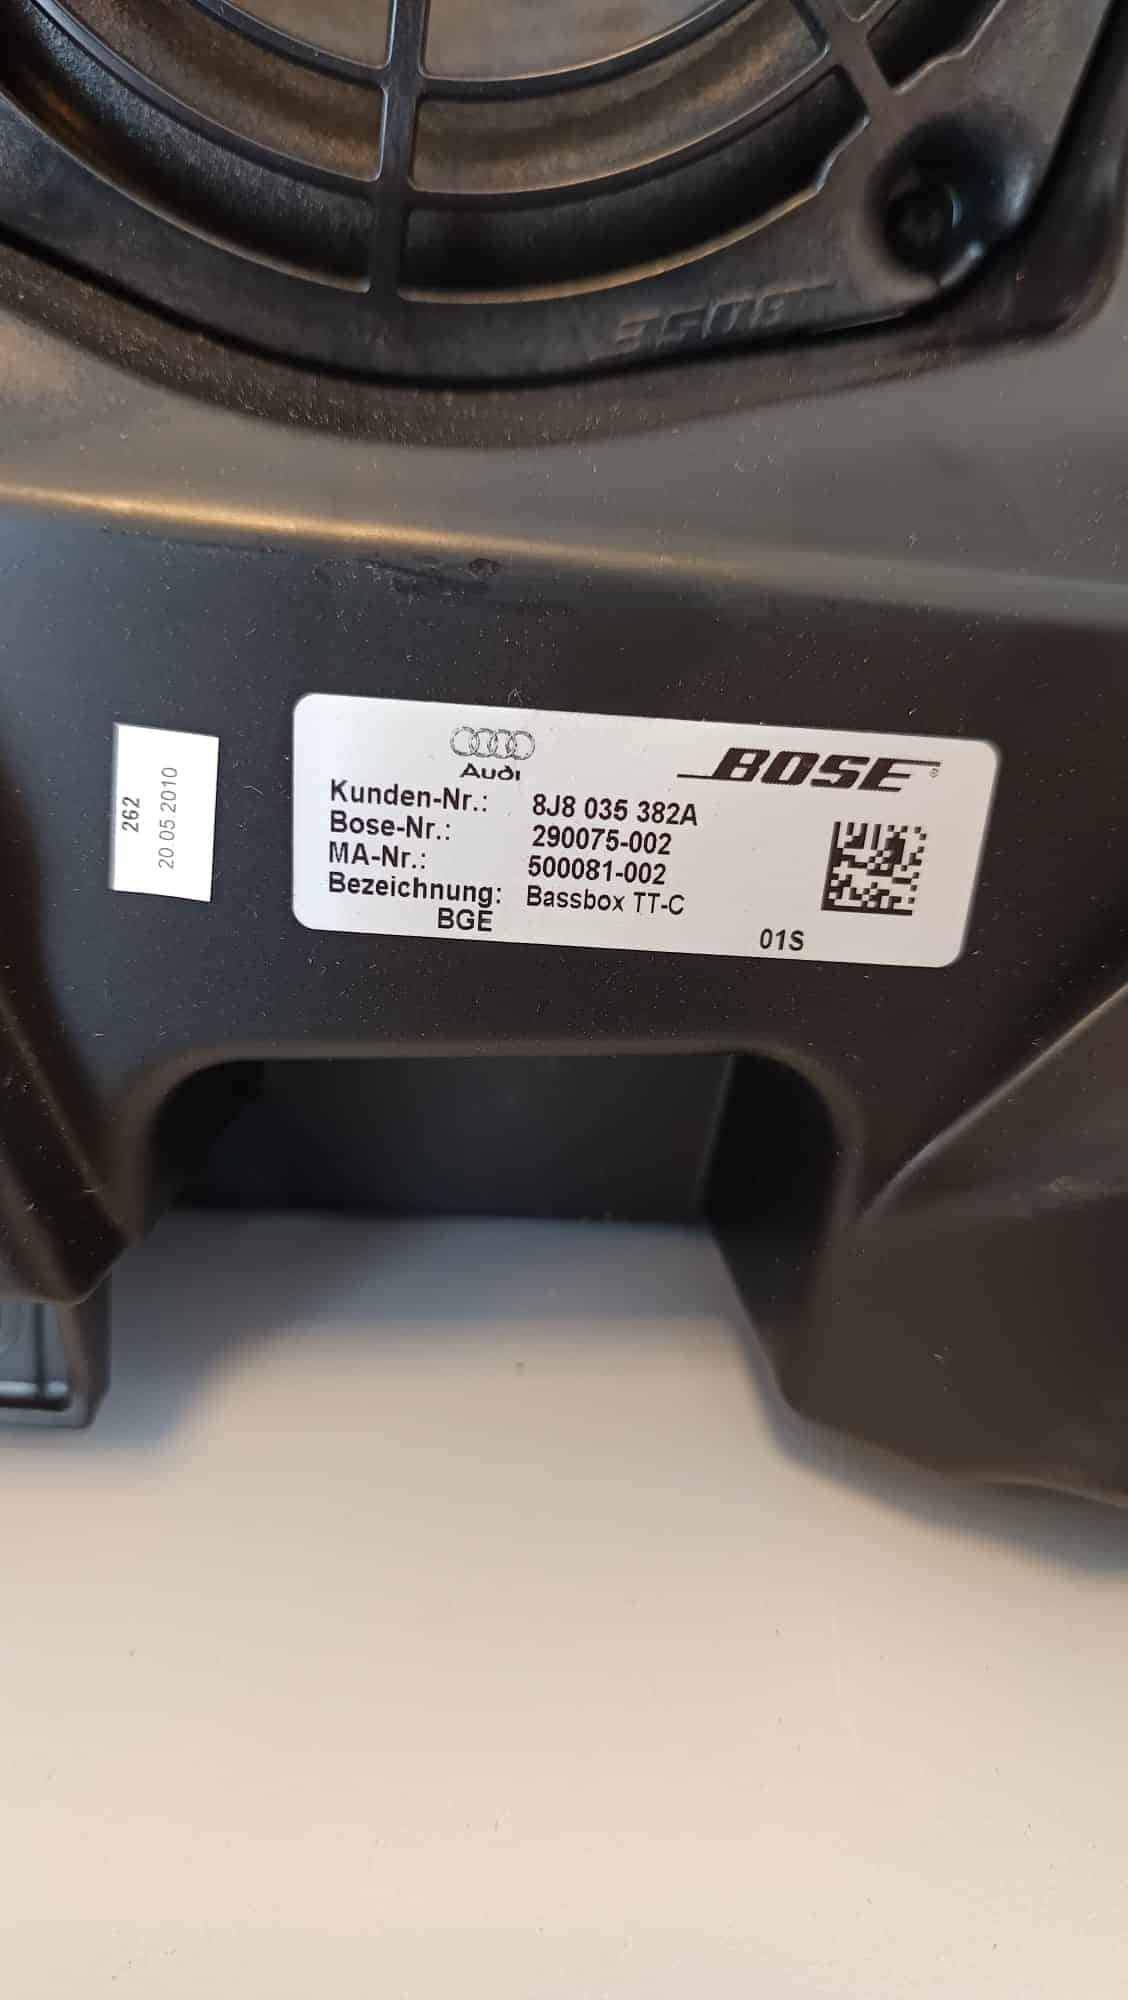 BOSE
262
20.05.2010
Audi
BOSE®
Kunden-Nr.: 8J8 035 382A
Bose-Nr.: 290075-002
MA-Nr.: 500081-002
Bezeichnung: Bassbox TT-C
BGE
01S